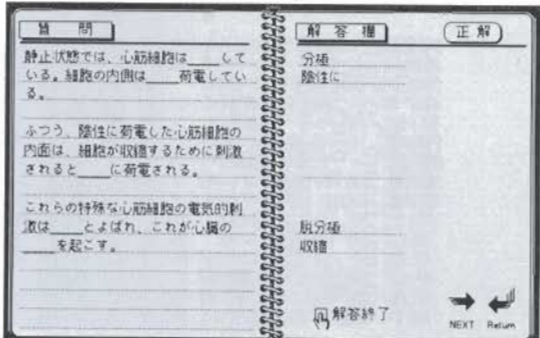 質問
静止状態では、心筋細胞は____して
いる。細胞の内側は____荷電してい
る。
ふつう、陰性に荷電した心筋細胞の
内面は、細胞が収縮するために刺激
されると____に荷電される。
これらの特殊な心筋細胞の電気的刺
激は____とよばれ、これが心臓の
____を起こす。
解答欄
正解
分極
陰性に
脱分極
収縮
解答終了
NEXT
Return